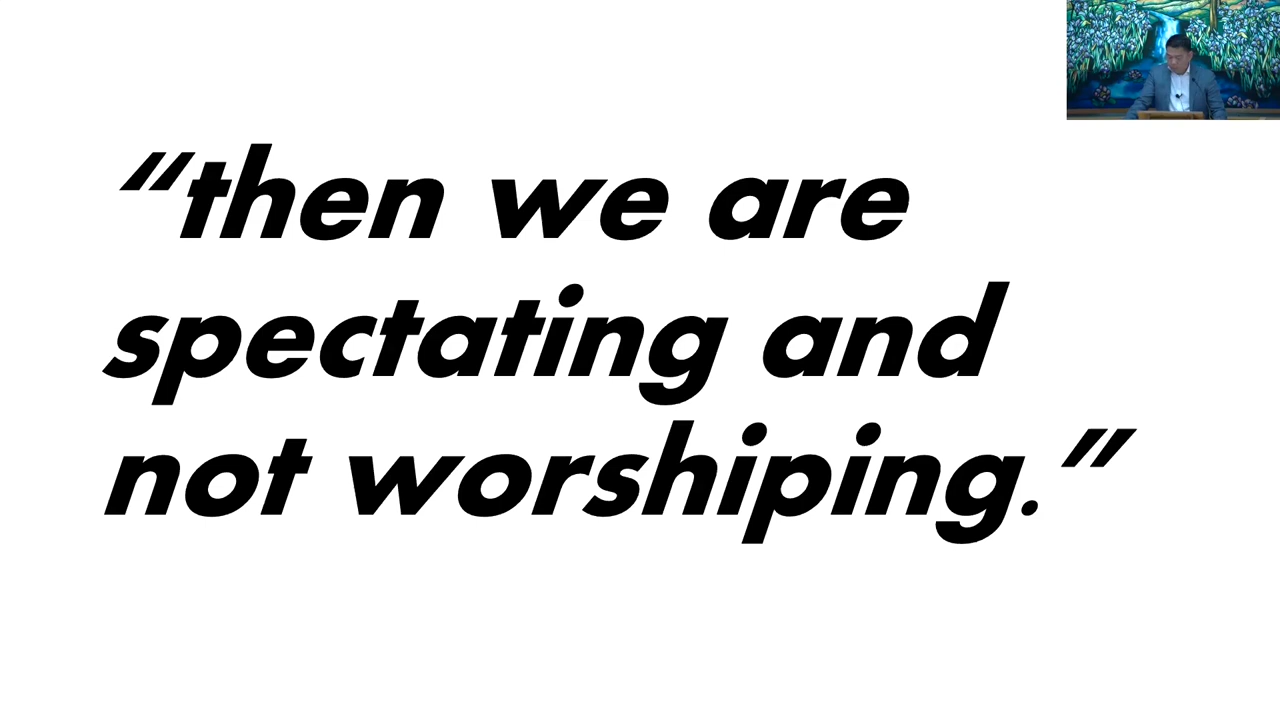 “then we are
spectating and
not worshiping.”